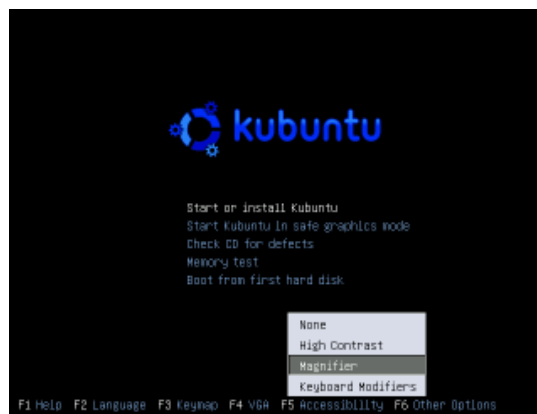 kubuntu
Start or install Kubuntu
Start Kubuntu in safe graphics mode
Check CD for defects
Memory test
Boot from first hard disk
None
High Contrast
Magnifier
Keyboard Modifiers
F1 Help F2 Language F3 Keymap F4 VGA F5 Accessibility F6 Other Options